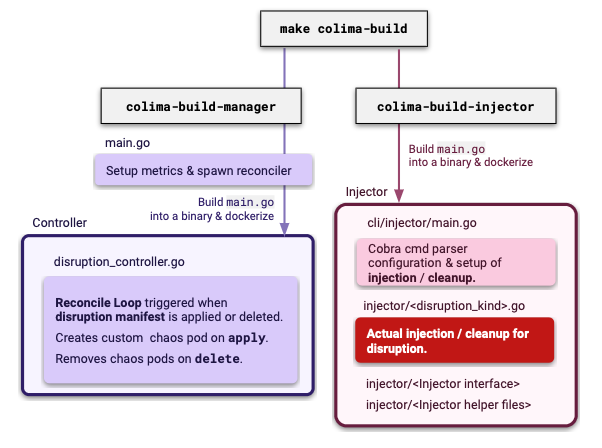 make colima-build
colima-build-manager
colima-build-injector
main.go
Setup metrics & spawn reconciler
Build main.go
into a binary & dockerize
Build main.go
into a binary & dockerize
Controller
disruption_controller.go
Reconcile Loop triggered when
disruption manifest is applied or deleted.
Creates custom chaos pod on apply.
Removes chaos pods on delete.
Injector
cli/injector/main.go
Cobra cmd parser
configuration & setup of
injection / cleanup.
injector/<disruption_kind>.go
Actual injection / cleanup for
disruption.
injector/<Injector interface>
injector/<Injector helper files>